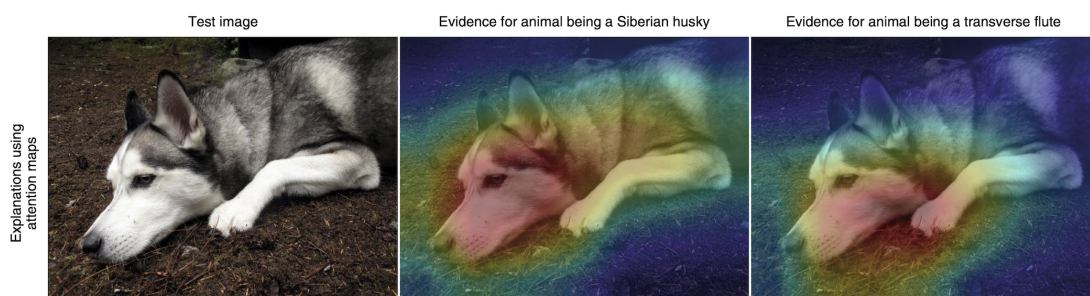 Test image
Evidence for animal being a Siberian husky
Evidence for animal being a transverse flute
Explanations using
attention maps